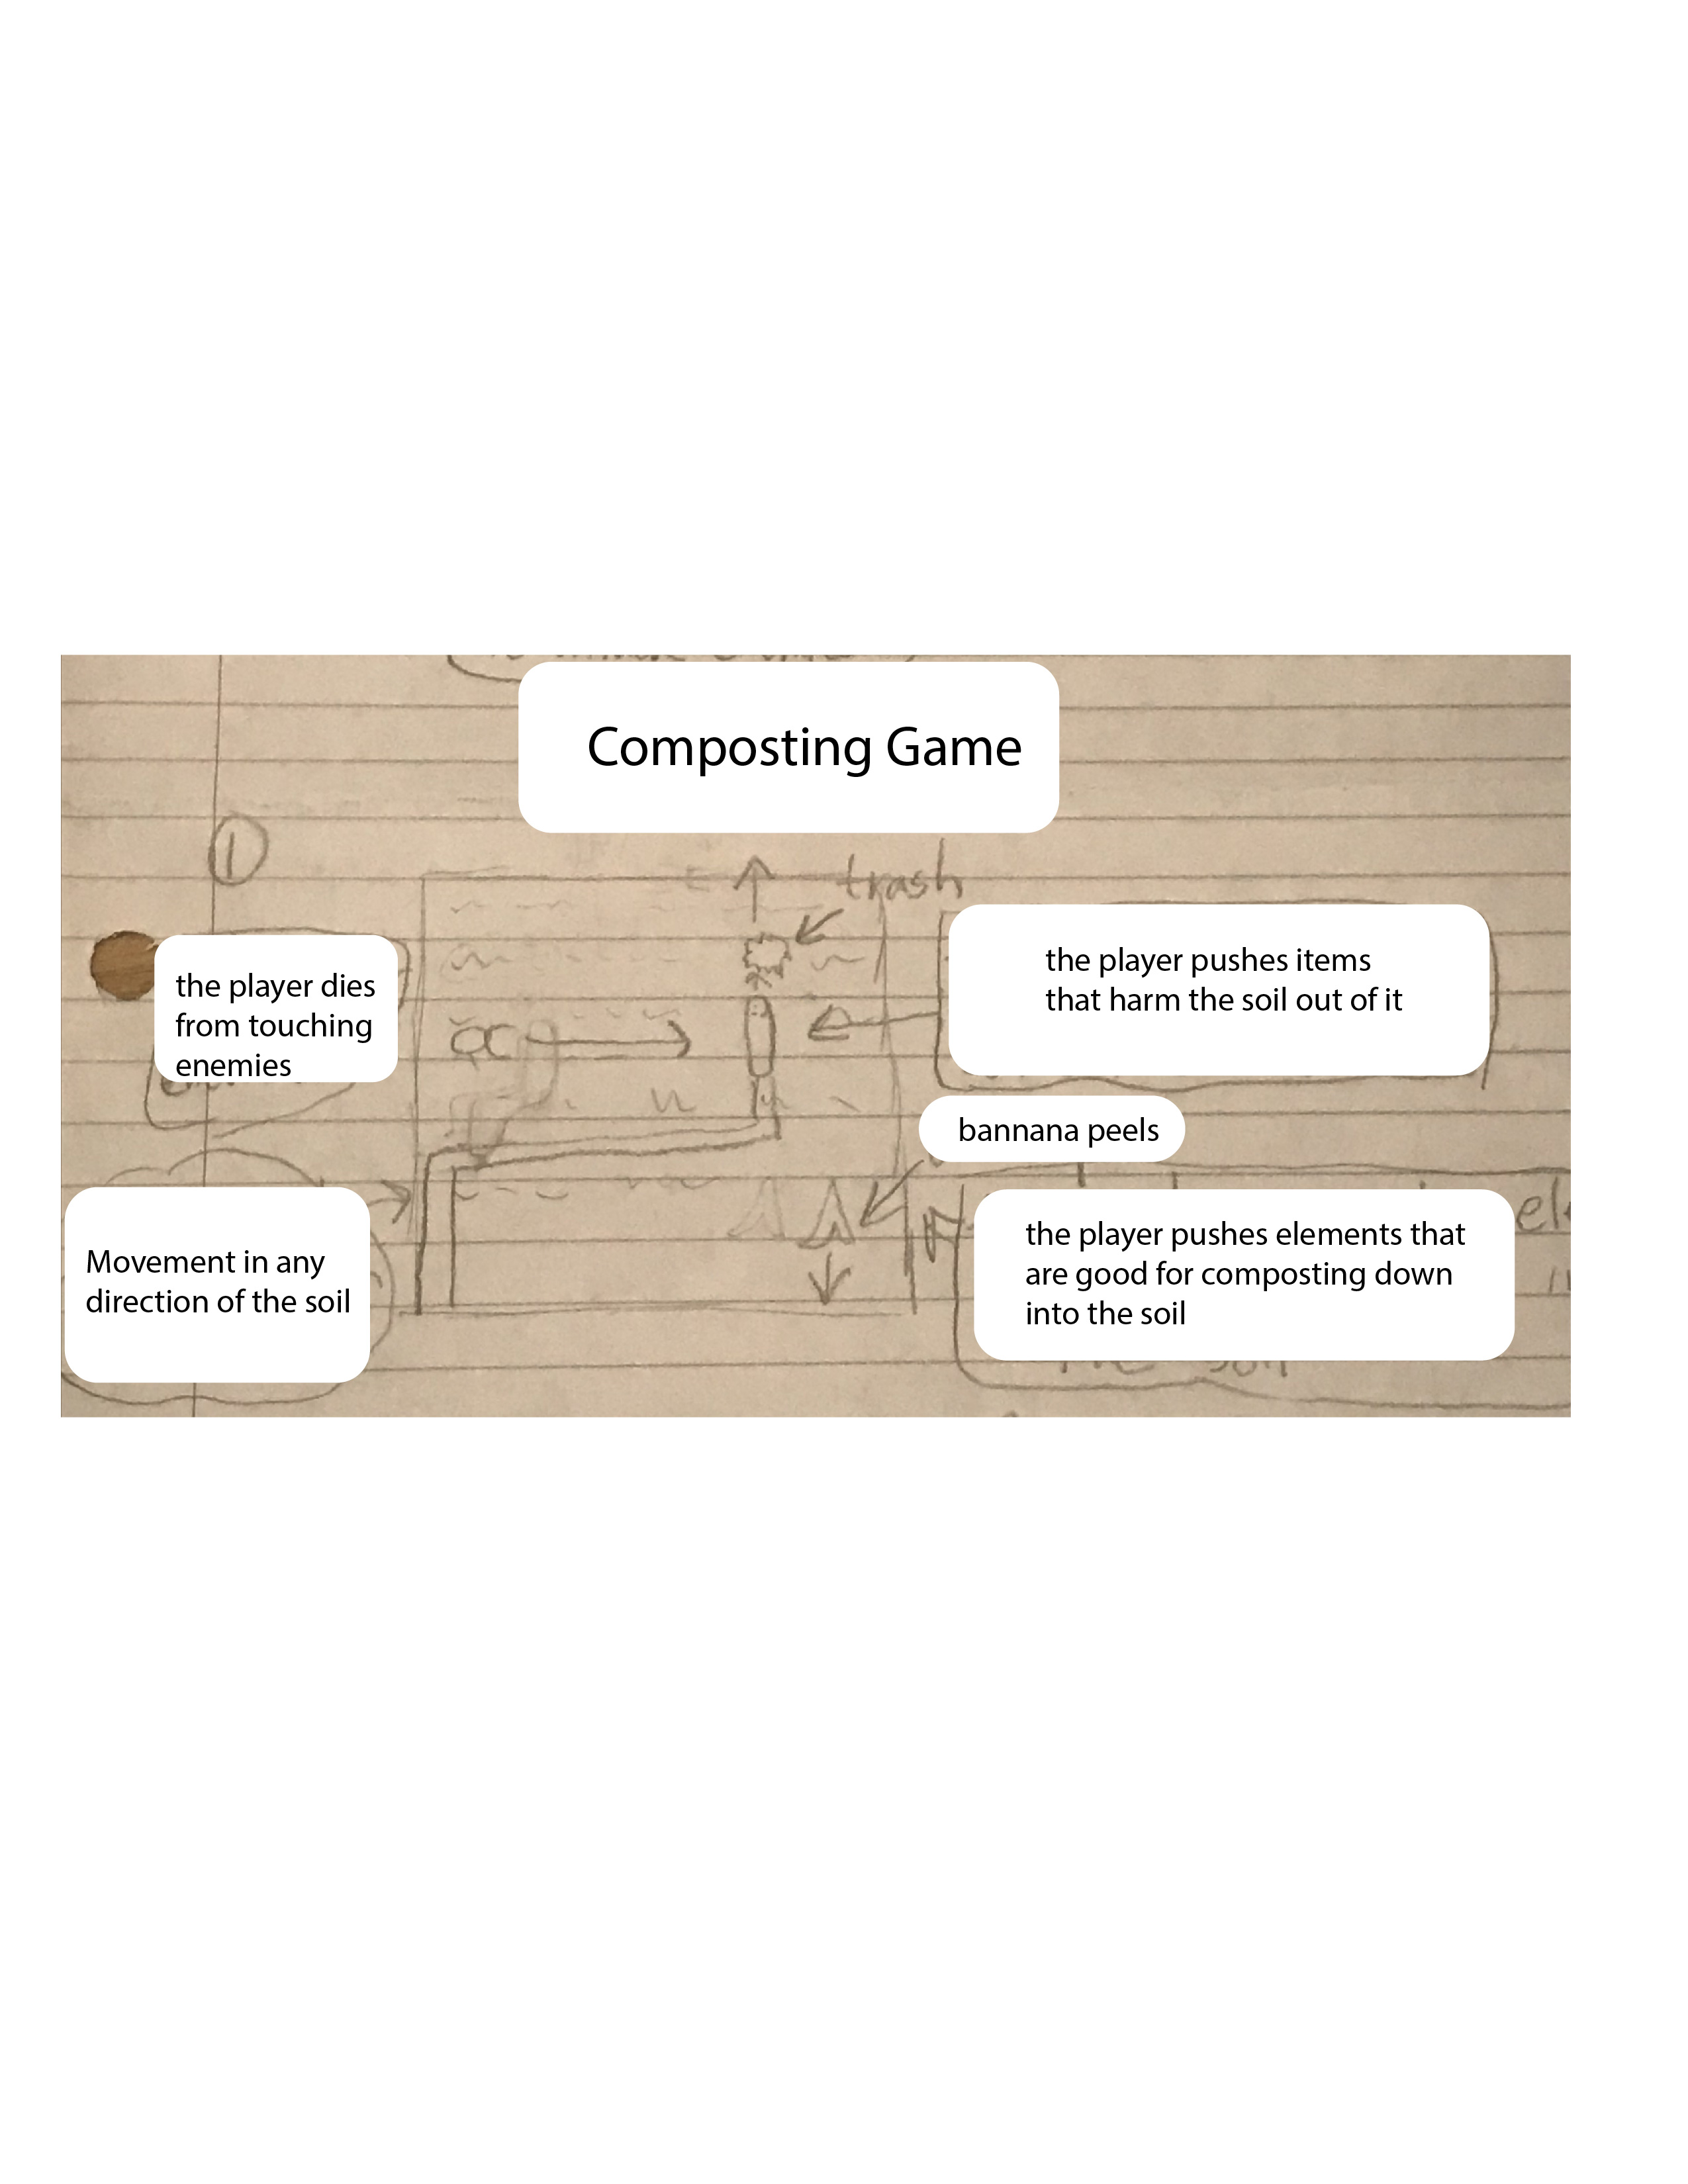 Composting Game
1
trash
the player dies
from touching
enemies
the player pushes items
that harm the soil out of it
bannana peels
Movement in any
direction of the soil
the player pushes elements that
are good for composting down
into the soil